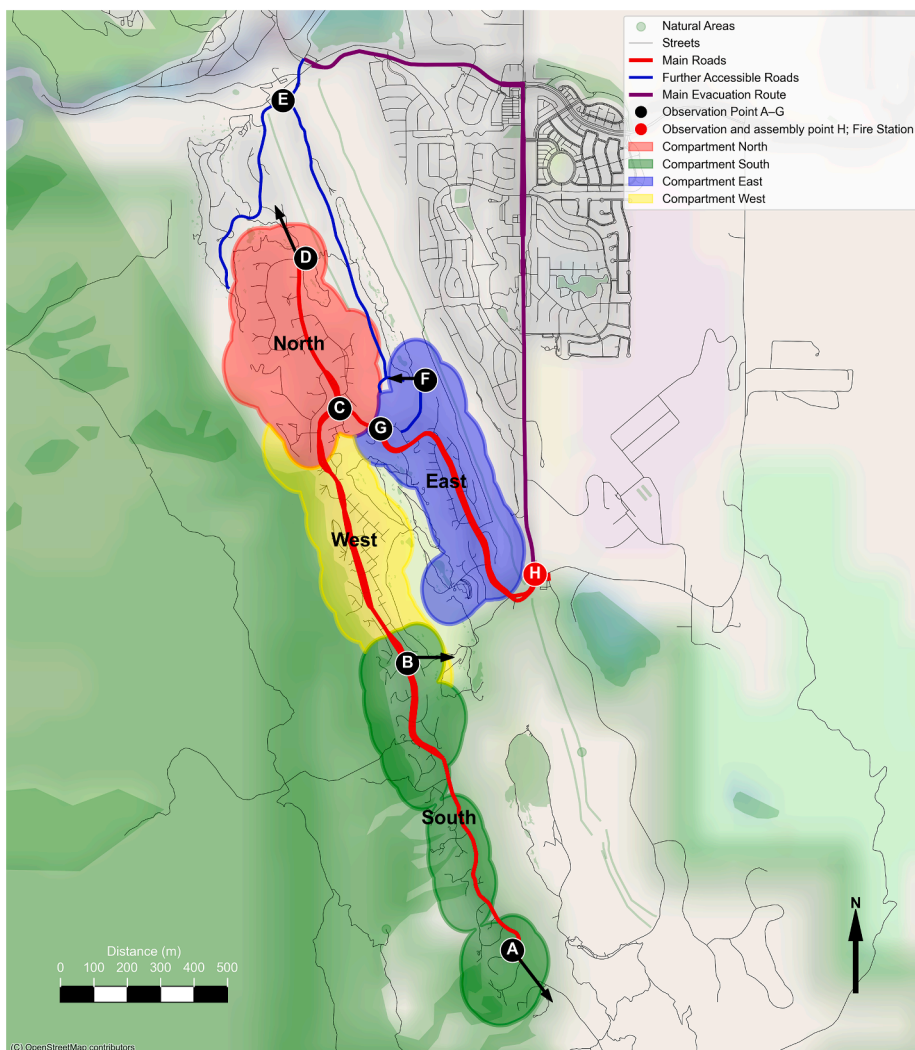 Natural Areas
Streets
Main Roads
Further Accessible Roads
Main Evacuation Route
Observation Point A–G
Observation and assembly point H; Fire Station
Compartment North
Compartment South
Compartment East
Compartment West
E
D
North
F
C
G
East
West
H
B
South
A
N
Distance (m)
0 100 200 300 400 500
(C) OpenStreetMap contributors